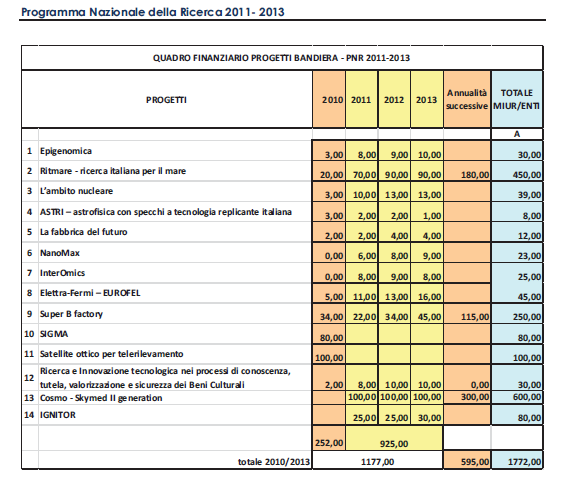 Programma Nazionale della Ricerca 2011- 2013
QUADRO FINANZIARIO PROGETTI BANDIERA - PNR 2011-2013
PROGETTI 2010 2011 2012 2013 Annualità successive TOTALE MIUR/ENTI
A
1 Epigenomica 3,00 8,00 9,00 10,00 30,00
2 Ritmare - ricerca italiana per il mare 20,00 70,00 90,00 90,00 180,00 450,00
3 L'ambito nucleare 3,00 10,00 13,00 13,00 39,00
4 ASTRI – astrofisica con specchi a tecnologia replicante italiana 3,00 2,00 2,00 1,00 8,00
5 La fabbrica del futuro 2,00 2,00 4,00 4,00 12,00
6 NanoMax 0,00 6,00 8,00 9,00 23,00
7 InterOmics 0,00 8,00 9,00 8,00 25,00
8 Elettra-Fermi – EUROFEL 5,00 11,00 13,00 16,00 45,00
9 Super B factory 34,00 22,00 34,00 45,00 115,00 250,00
10 SIGMA 80,00 80,00
11 Satellite ottico per telerilevamento 100,00 100,00
12 Ricerca e Innovazione tecnologica nei processi di conoscenza,
tutela, valorizzazione e sicurezza dei Beni Culturali 2,00 8,00 10,00 10,00 0,00 30,00
13 Cosmo - Skymed II generation 100,00 100,00 100,00 300,00 600,00
14 IGNITOR 25,00 25,00 30,00 80,00
252,00 925,00
totale 2010/2013 1177,00 595,00 1772,00